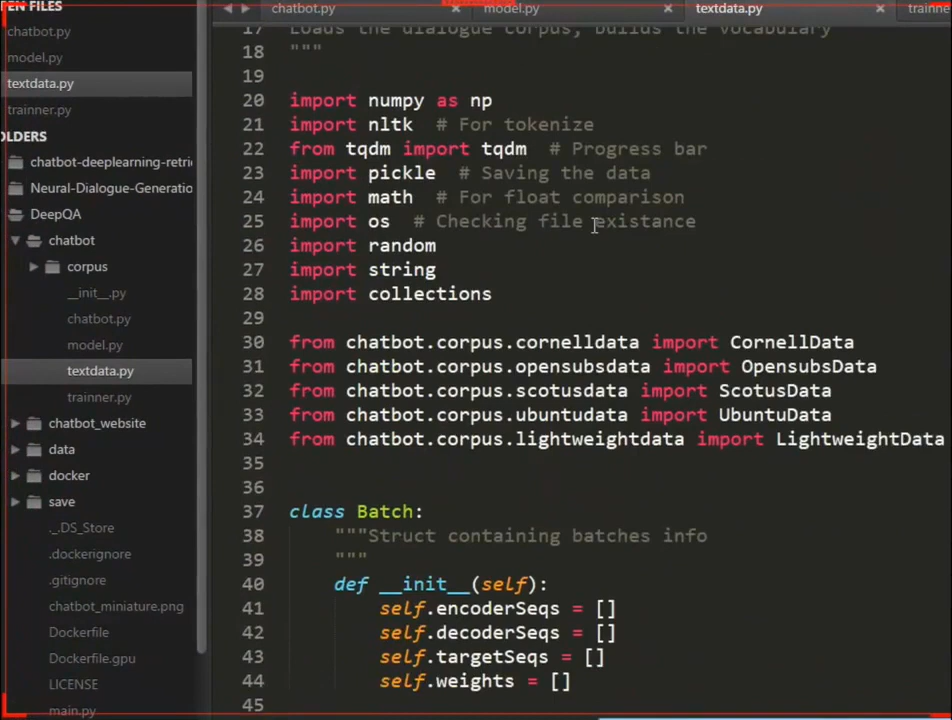 EN FILES
chatbot.py
model.py
textdata.py
trainner.py
OLDERS
chatbot-deeplearning-retri
Neural-Dialogue-Generatio
DeepQA
chatbot
corpus
__init__.py
chatbot.py
model.py
textdata.py
trainner.py
chatbot_website
data
docker
save
._.DS_Store
.dockerignore
.gitignore
chatbot_miniature.png
Dockerfile
Dockerfile.gpu
LICENSE
main.py
chatbot.py
model.py
textdata.py
trainne
17 Loads the dialogue corpus, builds the vocabulary
18 """
19
20 import numpy as np
21 import nltk # For tokenize
22 from tqdm import tqdm # Progress bar
23 import pickle # Saving the data
24 import math # For float comparison
25 import os # Checking file existance
26 import random
27 import string
28 import collections
29
30 from chatbot.corpus.cornelldata import CornellData
31 from chatbot.corpus.opensubsdata import OpensubsData
32 from chatbot.corpus.scotusdata import ScotusData
33 from chatbot.corpus.ubuntudata import UbuntuData
34 from chatbot.corpus.lightweightdata import LightweightData
35
36
37 class Batch:
38 """Struct containing batches info
39 """
40 def __init__(self):
41 self.encoderSeqs = []
42 self.decoderSeqs = []
43 self.targetSeqs = []
44 self.weights = []
45